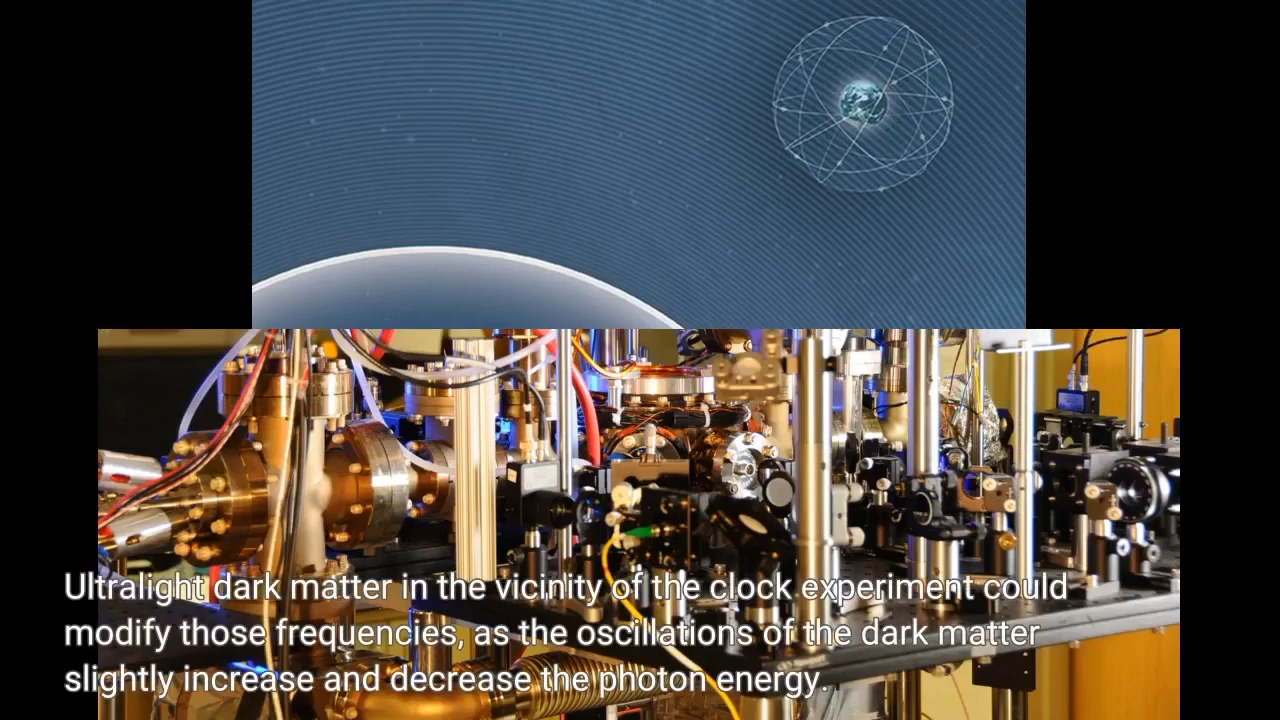 Ultralight dark matter in the vicinity of the clock experiment could
modify those frequencies, as the oscillations of the dark matter
slightly increase and decrease the photon energy.